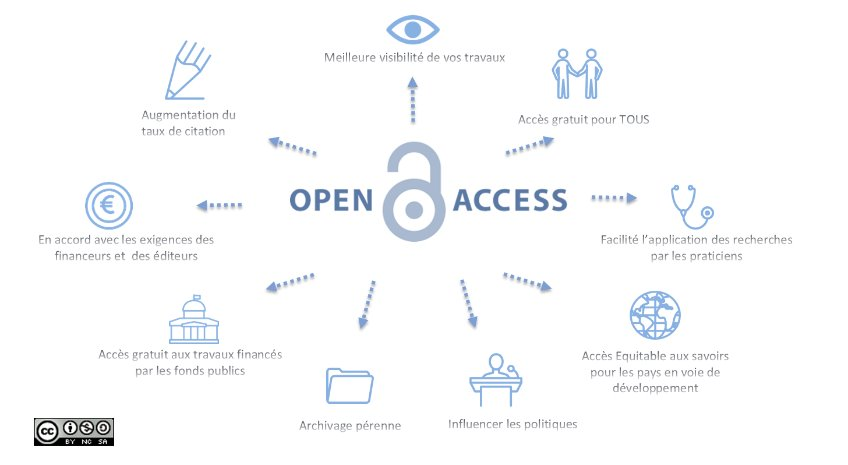 Meilleure visibilité de vos travaux
Augmentation du
taux de citation
Accès gratuit pour TOUS
OPEN ACCESS
En accord avec les exigences des
financeurs et des éditeurs
Facilité l'application des recherches
par les praticiens
Accès gratuit aux travaux financés
par les fonds publics
Accès Equitable aux savoirs
pour les pays en voie de
développement
Archivage pérenne
Influencer les politiques
cc
BY NC SA